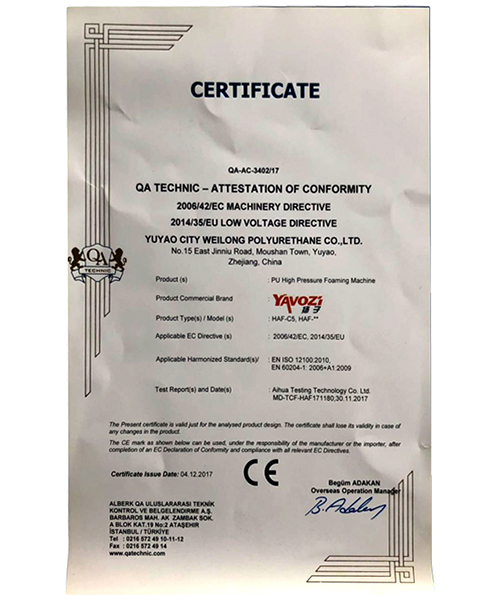 CERTIFICATE
QA-AC-3402/17
QA TECHNIC – ATTESTATION OF CONFORMITY
2006/42/EC MACHINERY DIRECTIVE
2014/35/EU LOW VOLTAGE DIRECTIVE
YUYAO CITY WEILONG POLYURETHANE CO.,LTD.
No.15 East Jinniu Road, Moushan Town, Yuyao,
Zhejiang, China
QA
TECHNIC
Product (s) : PU High Pressure Foaming Machine
Product Commercial Brand : YAVOZI
Product Type(s) / Model (s) : HAF-C5, HAF-**
Applicable EC Directive (s) : 2006/42/EC, 2014/35/EU
Applicable Harmonized Standard(s)/ : EN ISO 12100:2010,
EN 60204-1: 2006+A1:2009
Test Report(s) and Date(s) : Aihua Testing Technology Co. Ltd.
MD-TCF-HAF171180;30.11.2017
The Present certificate is valid just for the analysed product design. The certificate shall lose its validity in case of
any changes in the product.
The CE mark as shown below can be used, under the responsibility of the manufacturer or the importer, after
completion of an EC Declaration of Conformity and compliance with all relevant EC Directives.
Certificate Issue Date: 04.12.2017
CE
Begüm ADAKAN
Overseas Operation Manager
B. Adakan
ALBERK QA ULUSLARARASI TEKNİK
KONTROL VE BELGELENDİRME A.Ş.
BARBAROS MAH. AK ZAMBAK SOK.
A BLOK KAT.19 No:2 ATAŞEHİR
İSTANBUL / TÜRKİYE
Tel : 0216 572 49 10-11-12
Fax : 0216 572 49 14
www.qatechnic.com